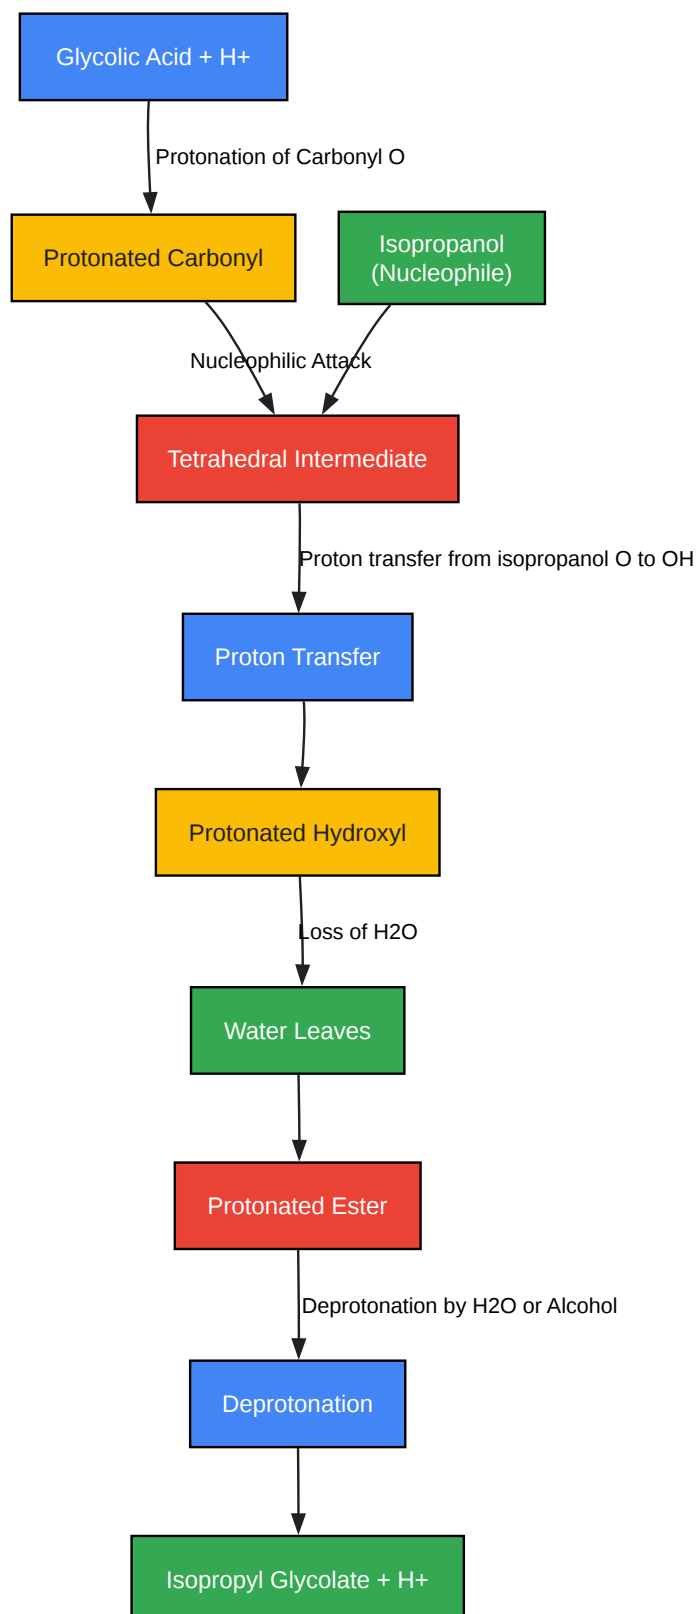 Glycolic Acid + H+
Protonation of Carbonyl O
Protonated Carbonyl
Isopropanol
(Nucleophile)
Nucleophilic Attack
Tetrahedral Intermediate
Proton transfer from isopropanol O to OH
Proton Transfer
Protonated Hydroxyl
Loss of H2O
Water Leaves
Protonated Ester
Deprotonation by H2O or Alcohol
Deprotonation
Isopropyl Glycolate + H+